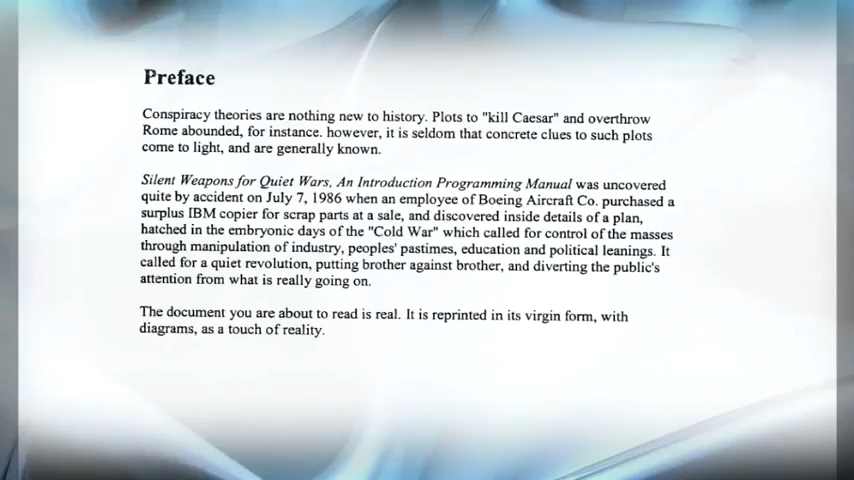 Preface
Conspiracy theories are nothing new to history. Plots to "kill Caesar" and overthrow
Rome abounded, for instance. however, it is seldom that concrete clues to such plots
come to light, and are generally known.
Silent Weapons for Quiet Wars, An Introduction Programming Manual was uncovered
quite by accident on July 7, 1986 when an employee of Boeing Aircraft Co. purchased a
surplus IBM copier for scrap parts at a sale, and discovered inside details of a plan,
hatched in the embryonic days of the "Cold War" which called for control of the masses
through manipulation of industry, peoples' pastimes, education and political leanings. It
called for a quiet revolution, putting brother against brother, and diverting the public's
attention from what is really going on.
The document you are about to read is real. It is reprinted in its virgin form, with
diagrams, as a touch of reality.